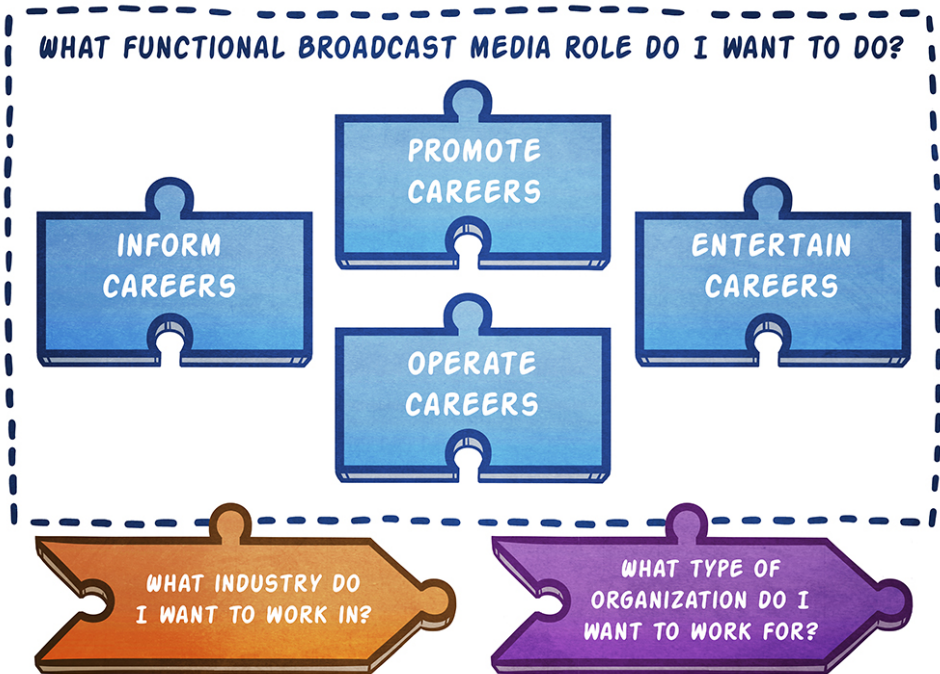 WHAT FUNCTIONAL BROADCAST MEDIA ROLE DO I WANT TO DO?
PROMOTE
CAREERS
INFORM
CAREERS
ENTERTAIN
CAREERS
OPERATE
CAREERS
WHAT INDUSTRY DO
I WANT TO WORK IN?
WHAT TYPE OF
ORGANIZATION DO I
WANT TO WORK FOR?